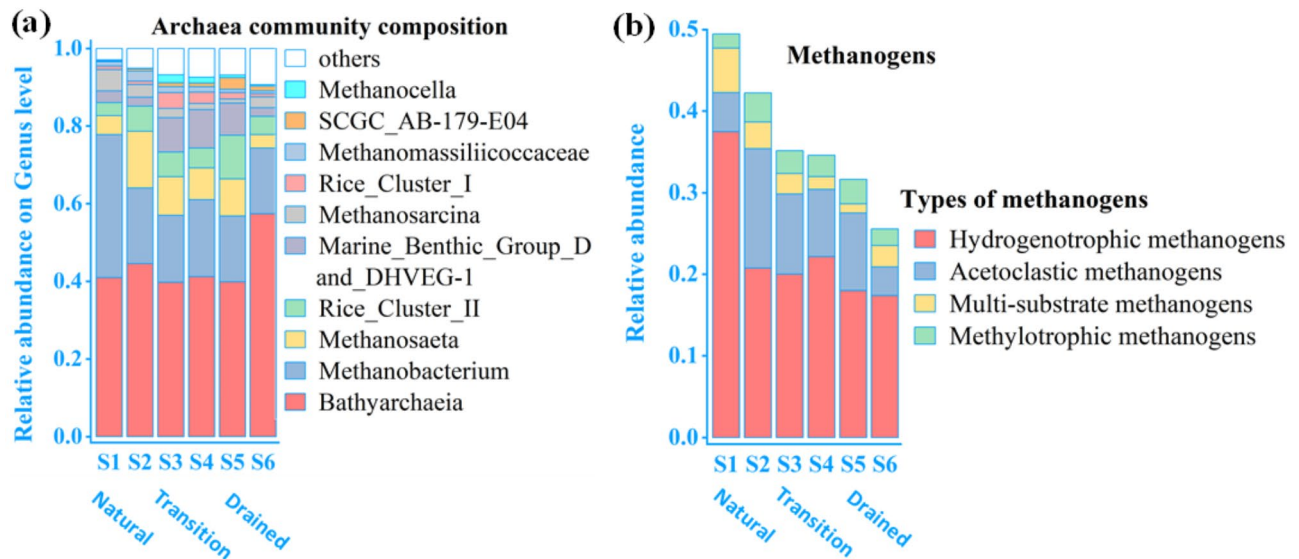 (a)
Archaea community composition
Relative abundance on Genus level
1.0
0.8
0.6
0.4
0.2
0.0
others
Methanocella
SCGC_AB-179-E04
Methanomassiliicoccaceae
Rice_Cluster_I
Methanosarcina
Marine_Benthic_Group_D
and_DHVEG-1
Rice_Cluster_II
Methanosaeta
Methanobacterium
Bathyarchaeia
S1 S2 S3 S4 S5 S6
Natural Transition Drained
(b)
Methanogens
Relative abundance
0.5
0.4
0.3
0.2
0.1
0.0
Types of methanogens
Hydrogenotrophic methanogens
Acetoclastic methanogens
Multi-substrate methanogens
Methylotrophic methanogens
S1 S2 S3 S4 S5 S6
Natural Transition Drained